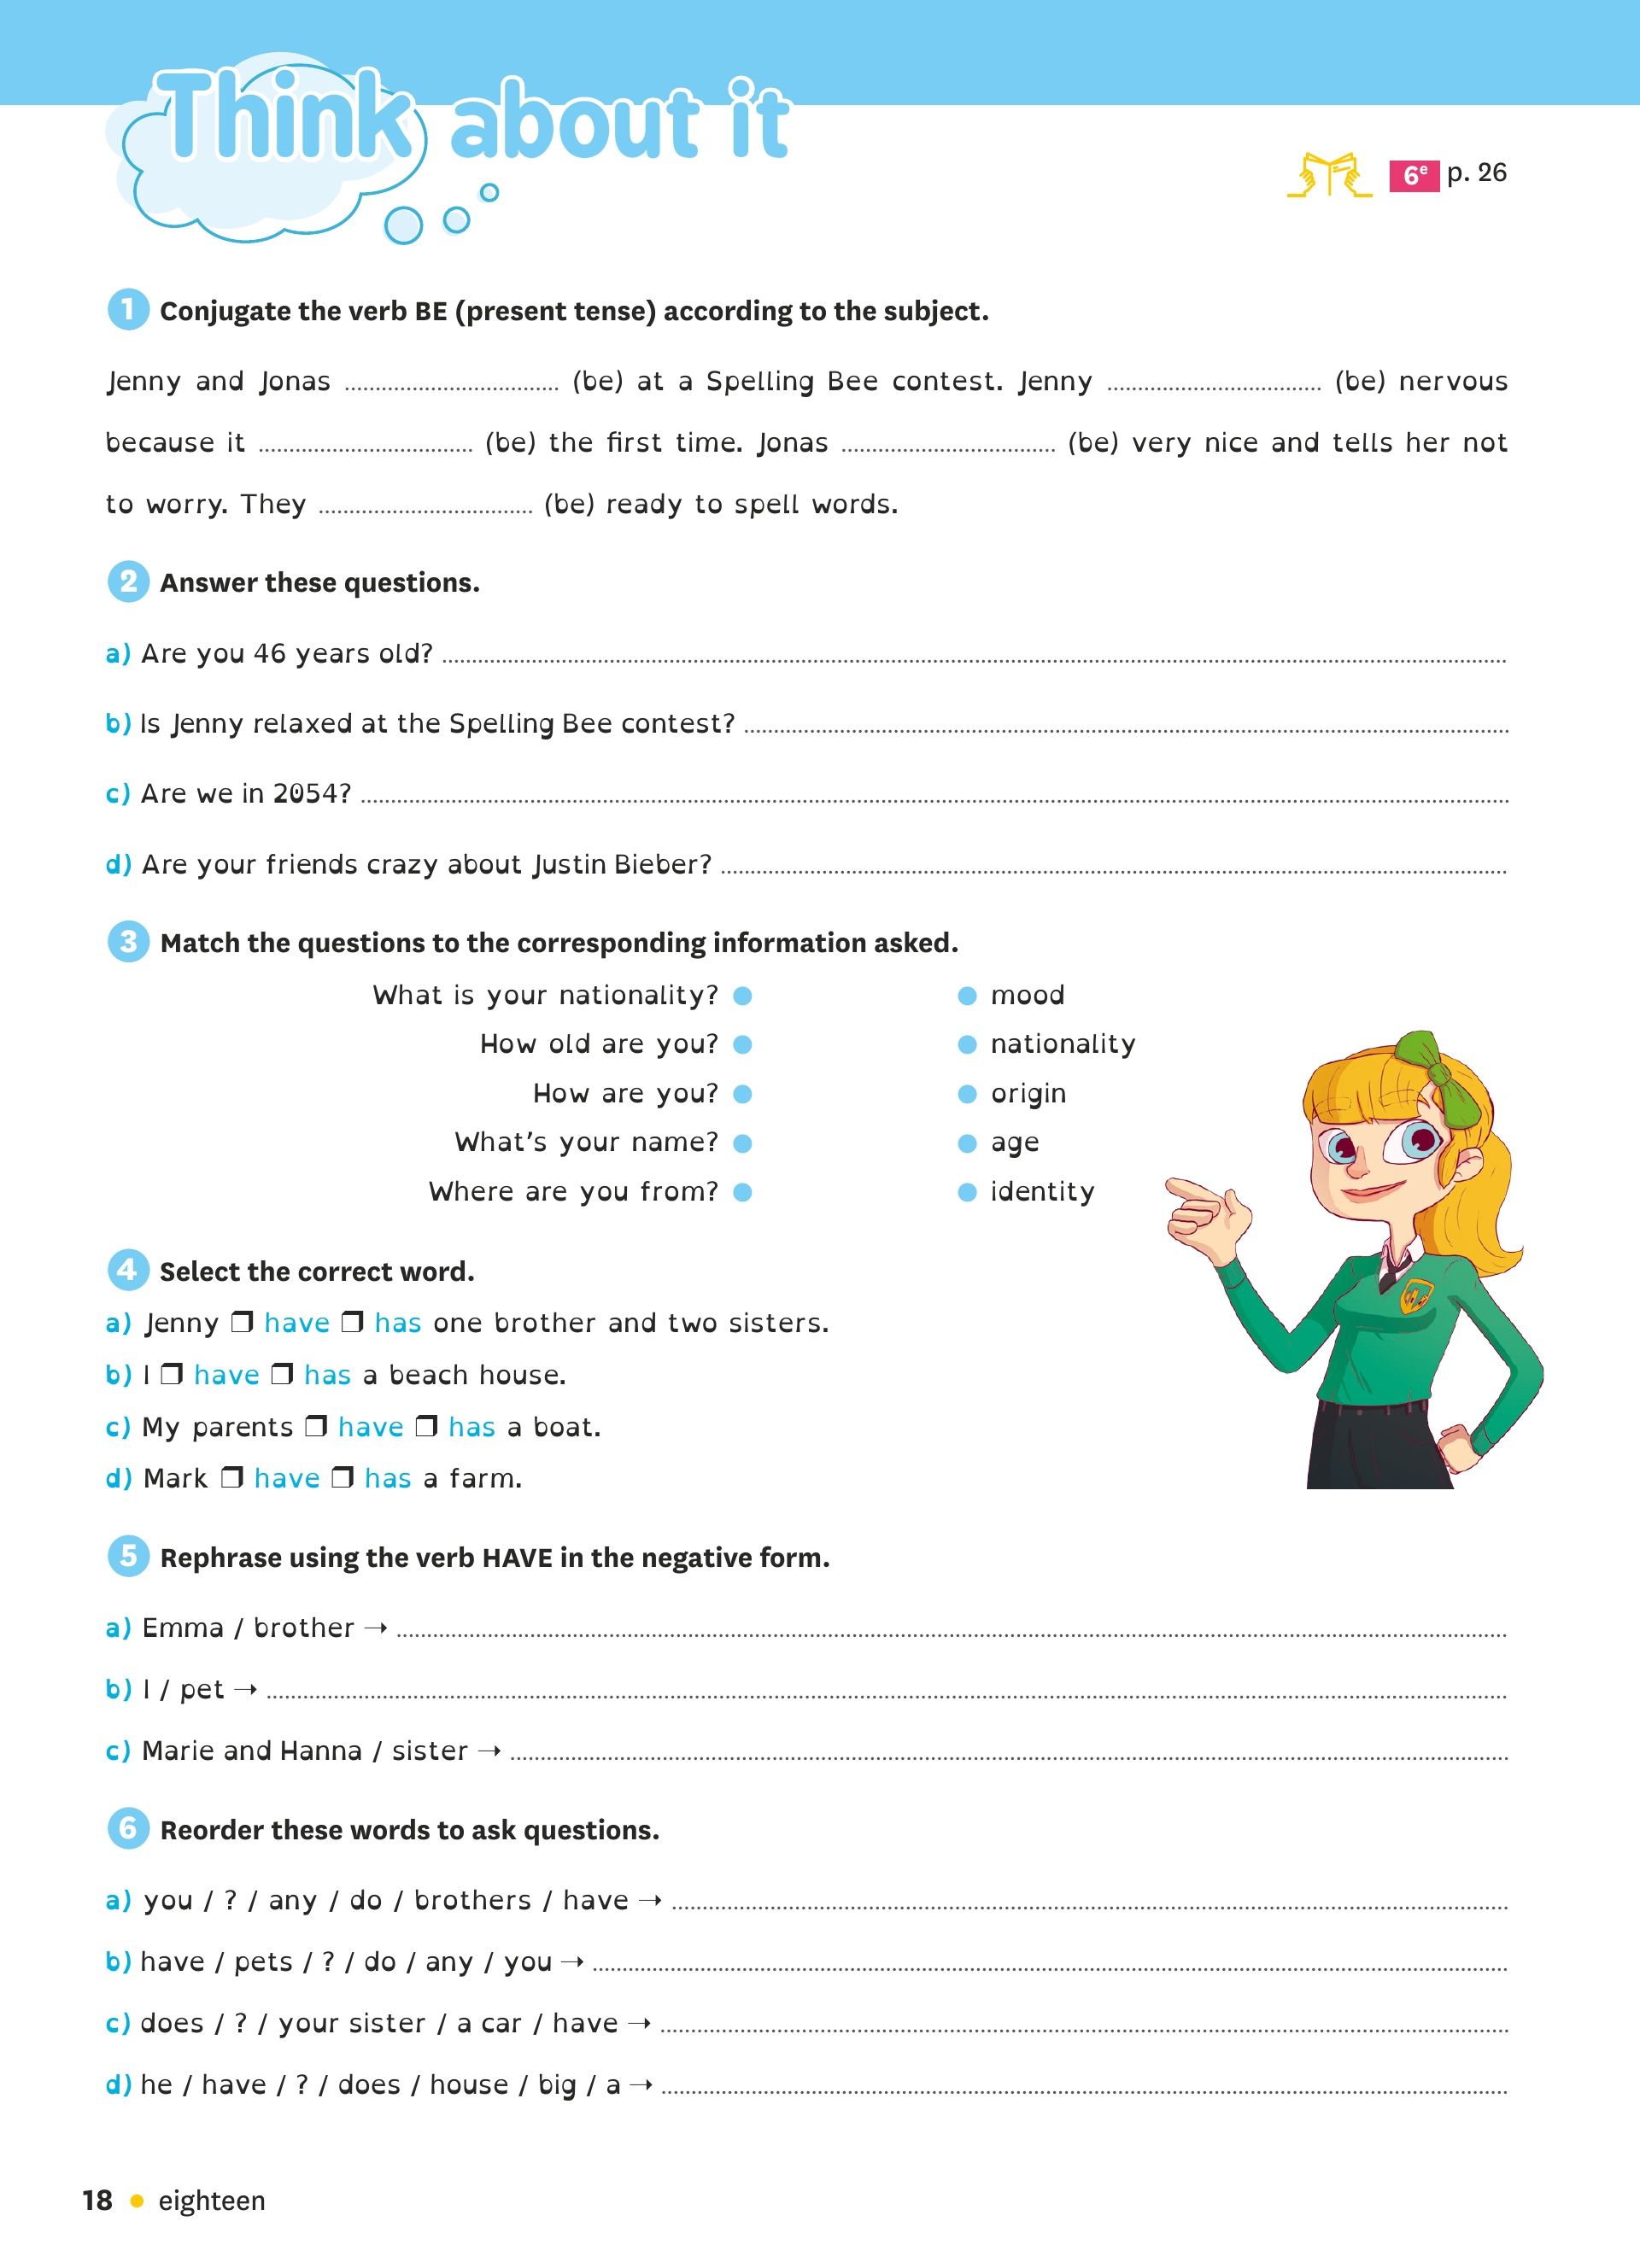 Think about it
6e p. 26
1 Conjugate the verb BE (present tense) according to the subject.
Jenny and Jonas .................................... (be) at a Spelling Bee contest. Jenny .................................... (be) nervous
because it .................................... (be) the first time. Jonas .................................... (be) very nice and tells her not
to worry. They .................................... (be) ready to spell words.
2 Answer these questions.
a) Are you 46 years old? ....................................
b) Is Jenny relaxed at the Spelling Bee contest? ....................................
c) Are we in 2054? ....................................
d) Are your friends crazy about Justin Bieber? ....................................
3 Match the questions to the corresponding information asked.
What is your nationality? ● ● mood
How old are you? ● ● nationality
How are you? ● ● origin
What's your name? ● ● age
Where are you from? ● ● identity
4 Select the correct word.
a) Jenny ❐ have ❐ has one brother and two sisters.
b) I ❐ have ❐ has a beach house.
c) My parents ❐ have ❐ has a boat.
d) Mark ❐ have ❐ has a farm.
5 Rephrase using the verb HAVE in the negative form.
a) Emma / brother → ....................................
b) I / pet → ....................................
c) Marie and Hanna / sister → ....................................
6 Reorder these words to ask questions.
a) you / ? / any / do / brothers / have → ....................................
b) have / pets / ? / do / any / you → ....................................
c) does / ? / your sister / a car / have → ....................................
d) he / have / ? / does / house / big / a → ....................................
18 • eighteen